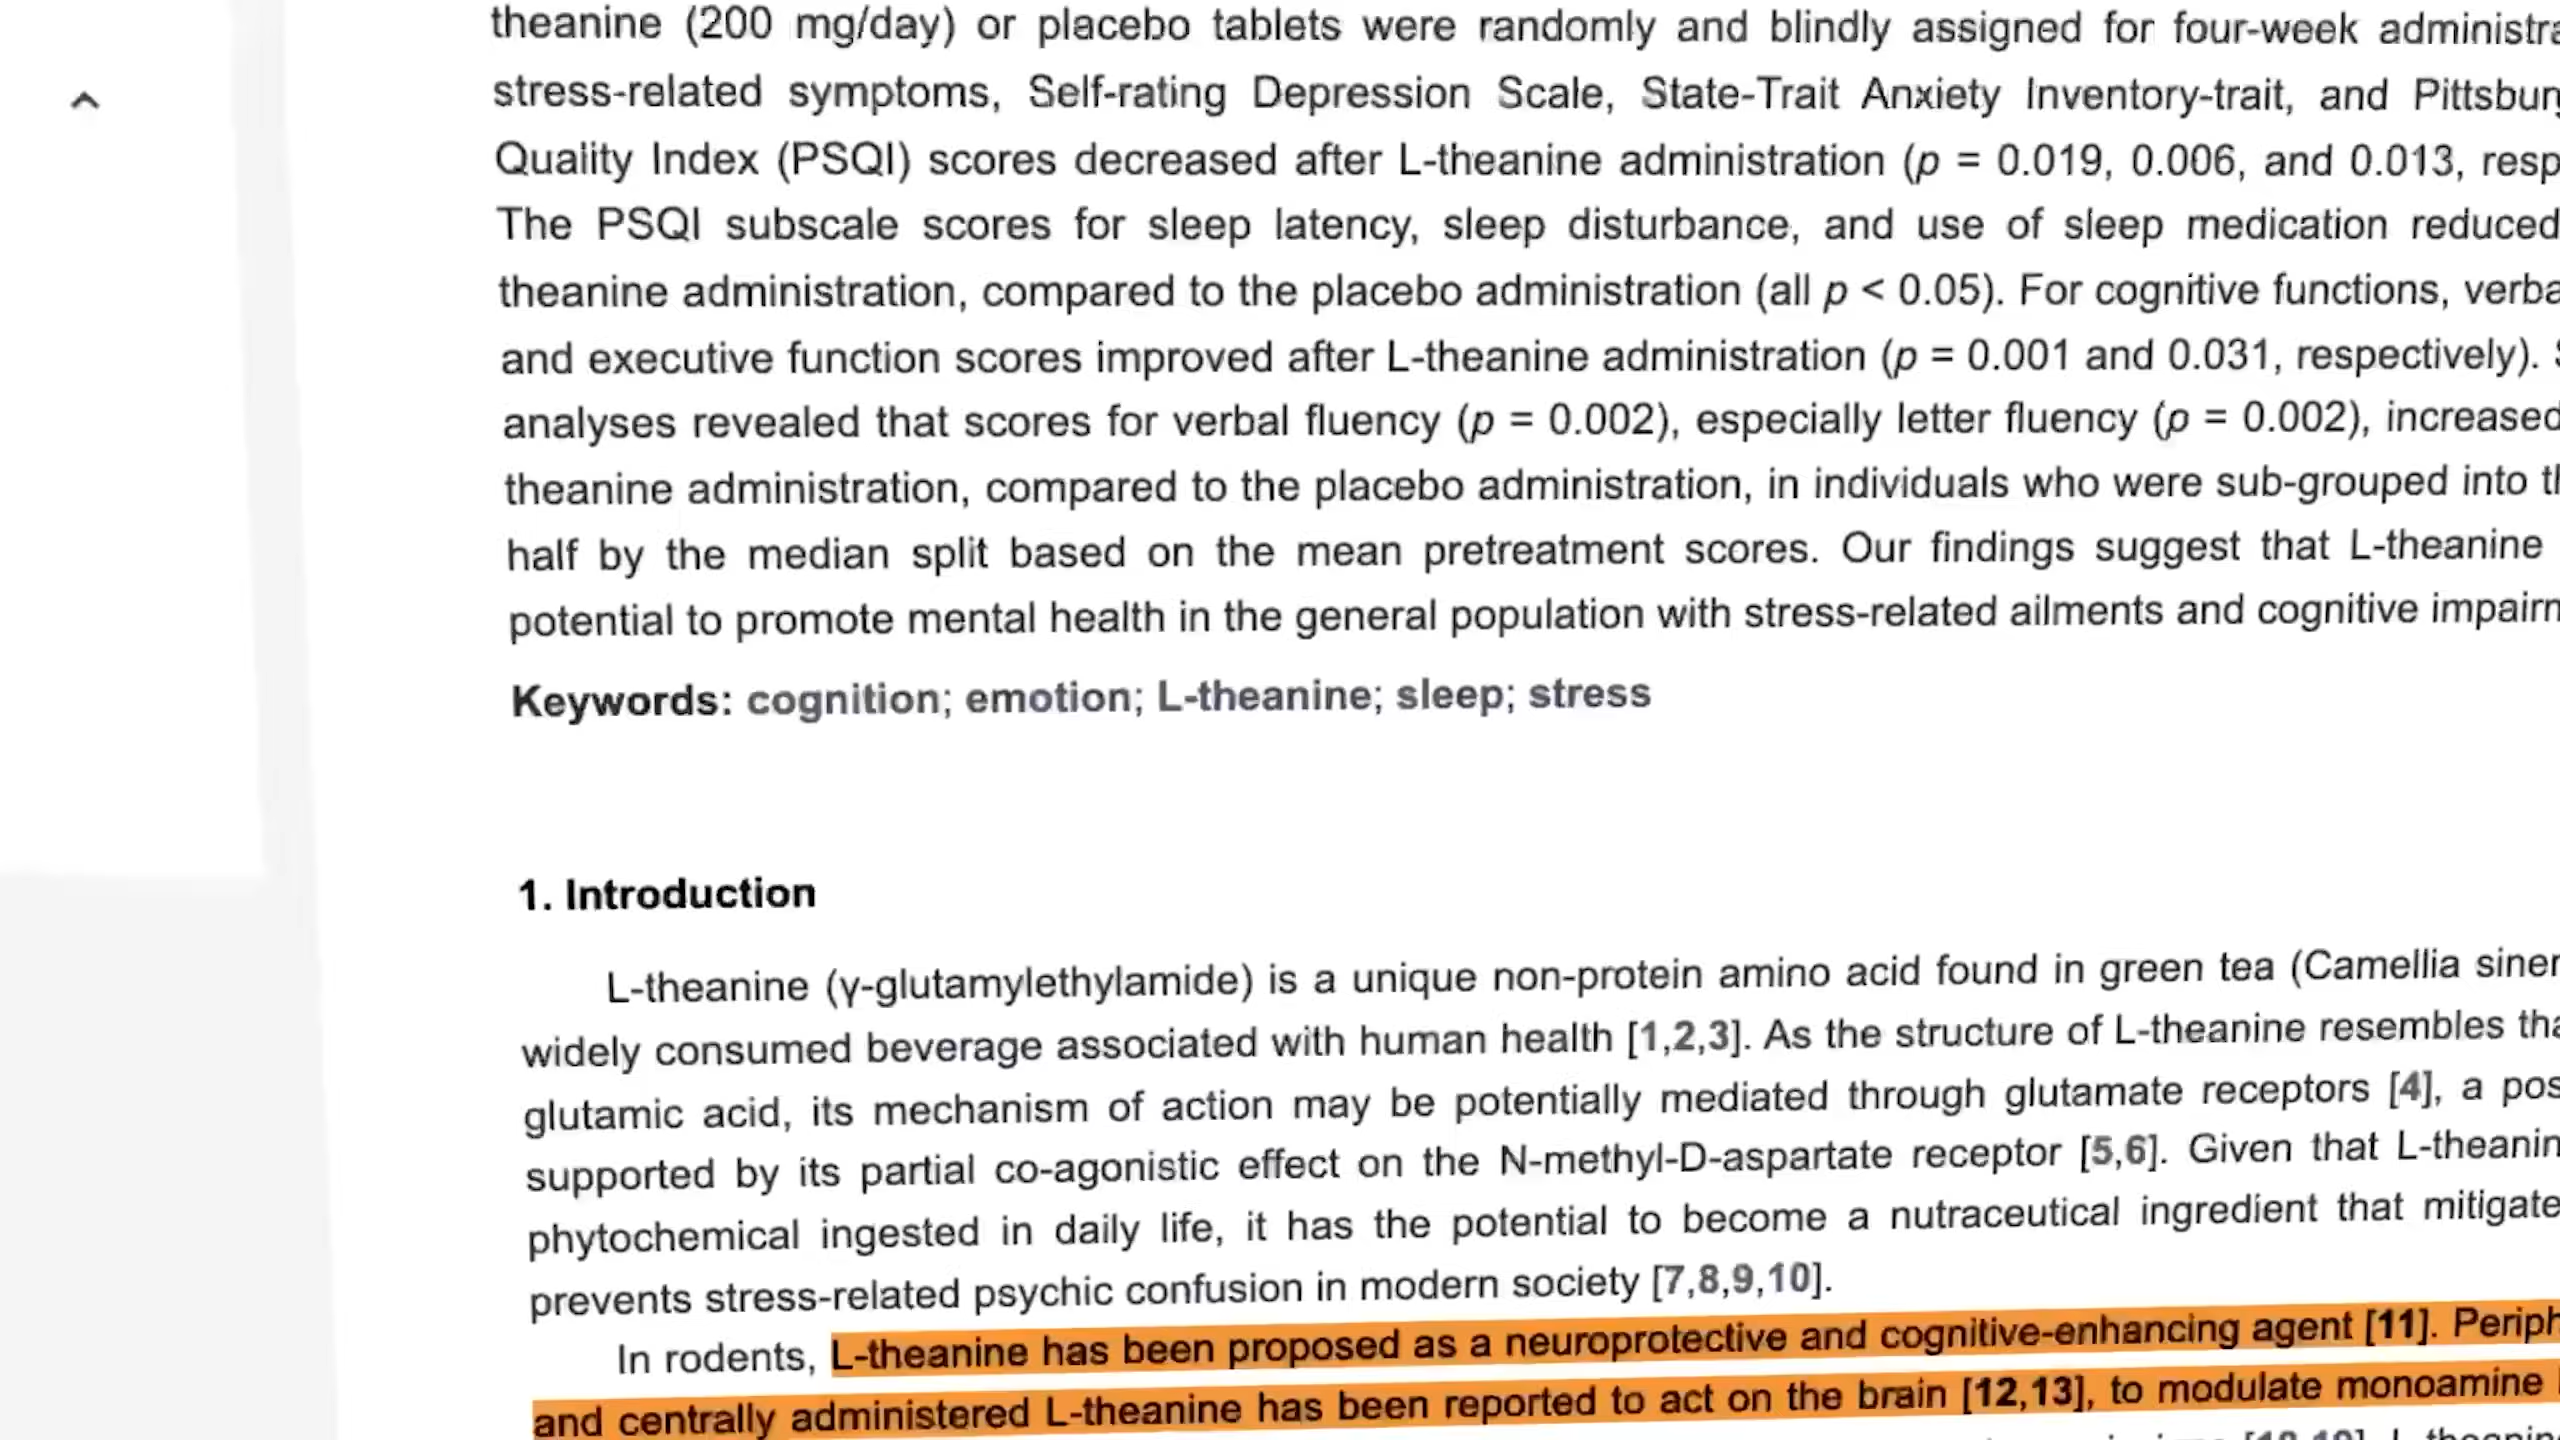 theanine (200 mg/day) or placebo tablets were randomly and blindly assigned for four-week
stress-related symptoms, Self-rating Depression Scale, State-Trait Anxiety Inventory-trait, and
Quality Index (PSQI) scores decreased after L-theanine administration (p = 0.019, 0.006, and 0.013,
The PSQI subscale scores for sleep latency, sleep disturbance, and use of sleep medication reduced
theanine administration, compared to the placebo administration (all p < 0.05). For cognitive functions,
and executive function scores improved after L-theanine administration (p = 0.001 and 0.031, respectively).
analyses revealed that scores for verbal fluency (p = 0.002), especially letter fluency (p = 0.002), increased
theanine administration, compared to the placebo administration, in individuals who were sub-grouped into
half by the median split based on the mean pretreatment scores. Our findings suggest that L-theanine
potential to promote mental health in the general population with stress-related ailments and cognitive
Keywords: cognition; emotion; L-theanine; sleep; stress
1. Introduction
L-theanine (γ-glutamylethylamide) is a unique non-protein amino acid found in green tea (Camellia
widely consumed beverage associated with human health [1,2,3]. As the structure of L-theanine resembles
glutamic acid, its mechanism of action may be potentially mediated through glutamate receptors [4], a
supported by its partial co-agonistic effect on the N-methyl-D-aspartate receptor [5,6]. Given that
phytochemical ingested in daily life, it has the potential to become a nutraceutical ingredient that
prevents stress-related psychic confusion in modern society [7,8,9,10].
In rodents, L-theanine has been proposed as a neuroprotective and cognitive-enhancing agent [11].
and centrally administered L-theanine has been reported to act on the brain [12,13], to modulate monoamine